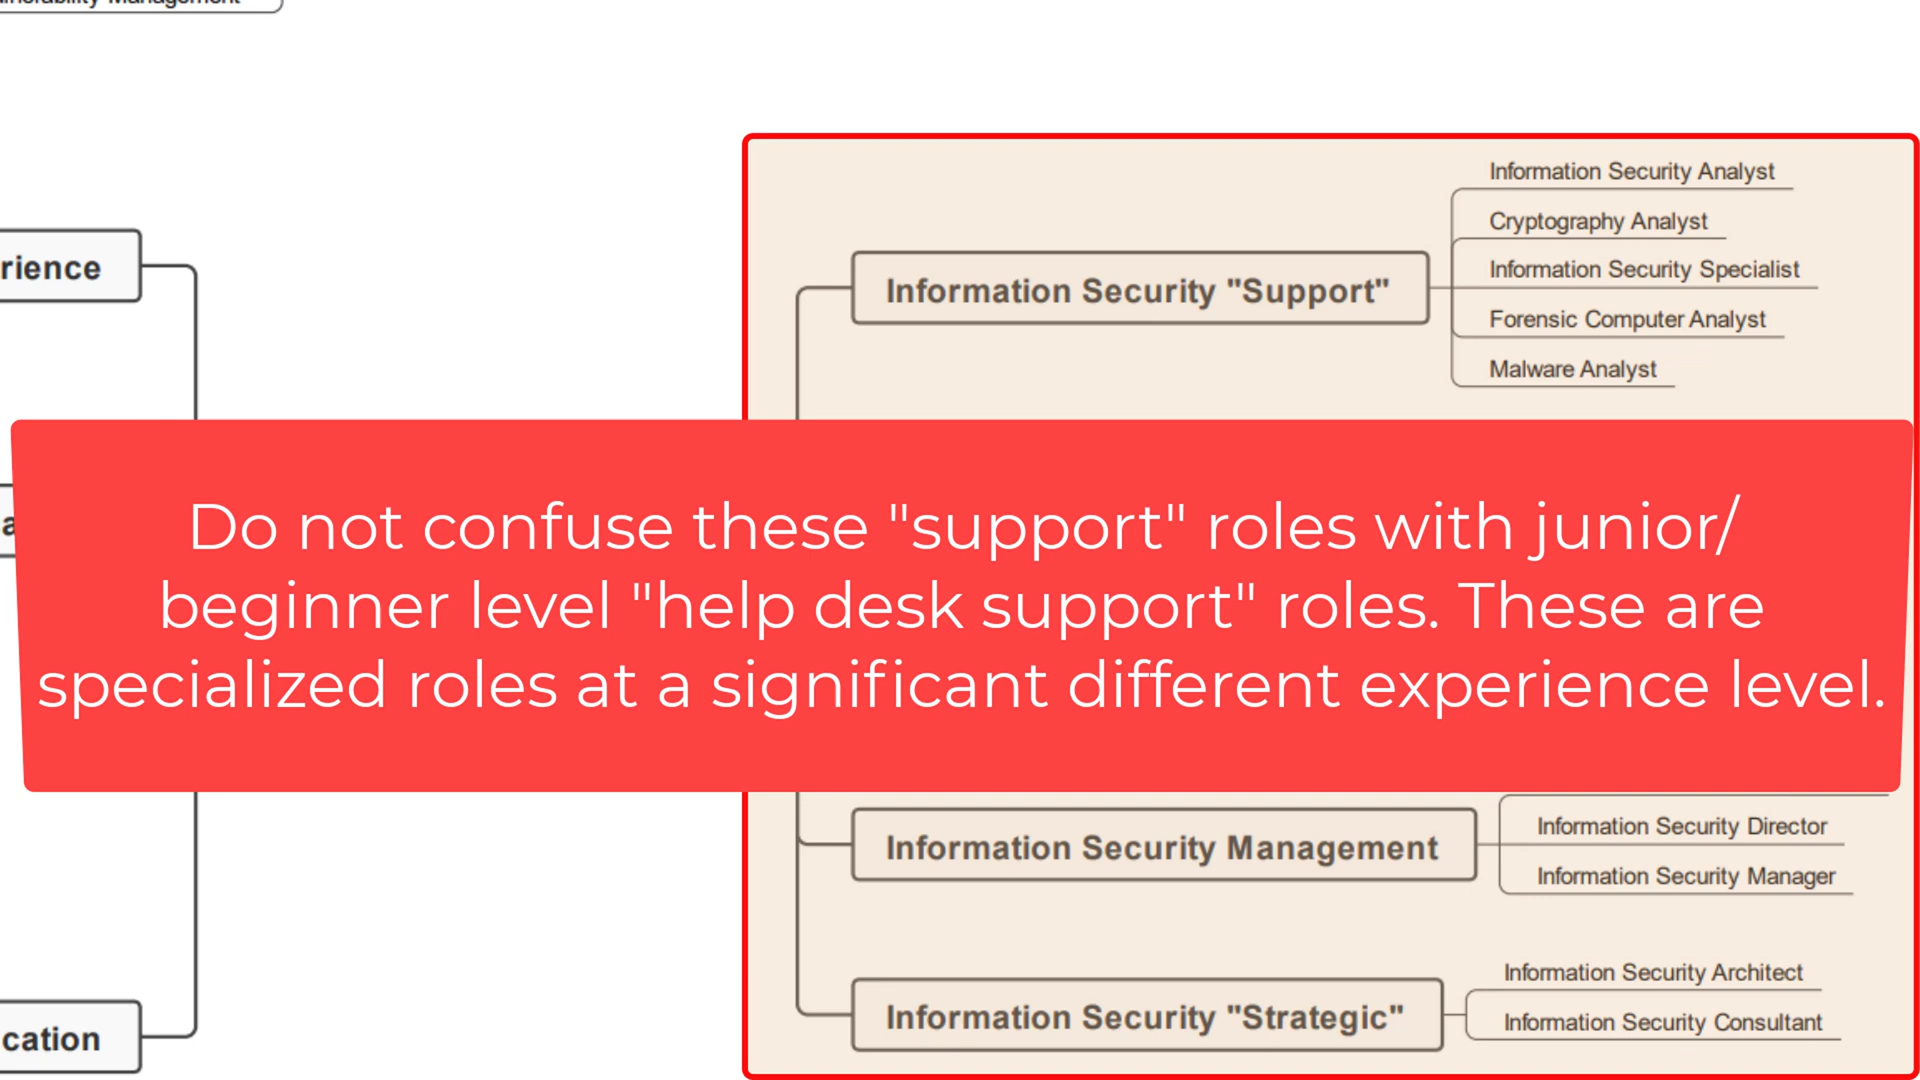 rience
cation
Information Security "Support"
Information Security Analyst
Cryptography Analyst
Information Security Specialist
Forensic Computer Analyst
Malware Analyst
Do not confuse these "support" roles with junior/
beginner level "help desk support" roles. These are
specialized roles at a significant different experience level.
Information Security Management
Information Security Director
Information Security Manager
Information Security "Strategic"
Information Security Architect
Information Security Consultant